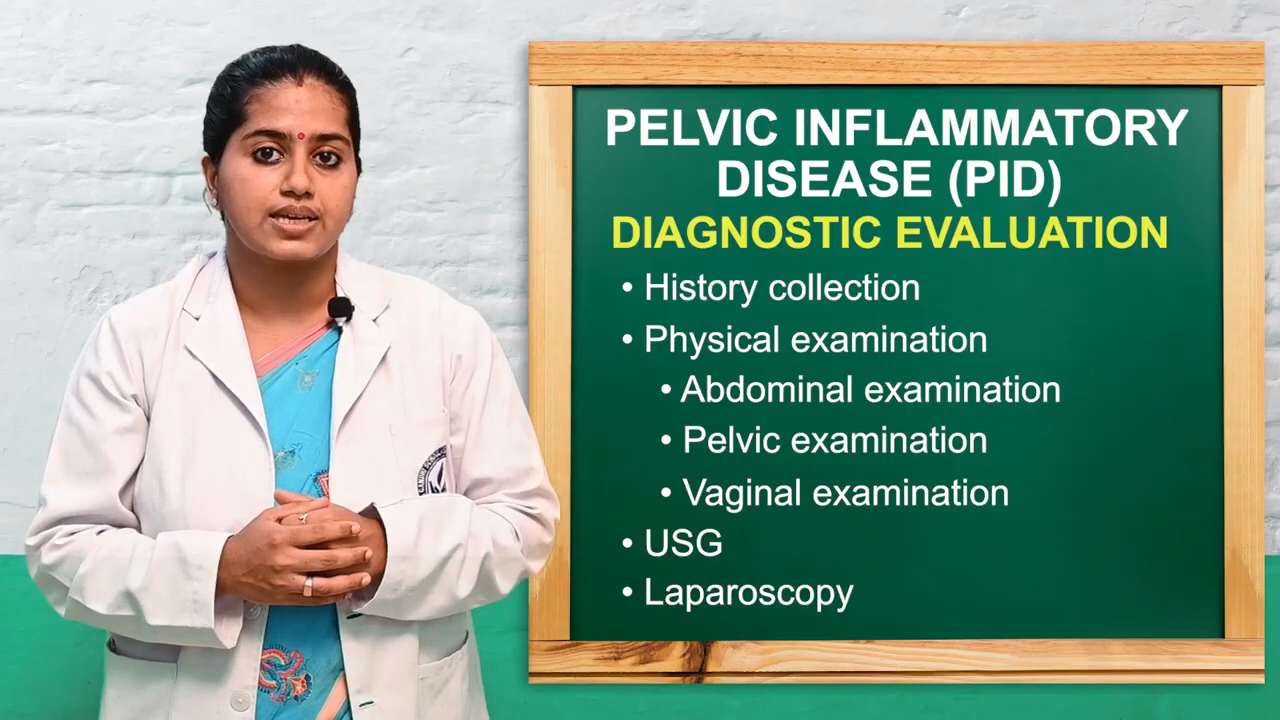 PELVIC INFLAMMATORY
DISEASE (PID)
DIAGNOSTIC EVALUATION
• History collection
• Physical examination
• Abdominal examination
• Pelvic examination
• Vaginal examination
• USG
• Laparoscopy